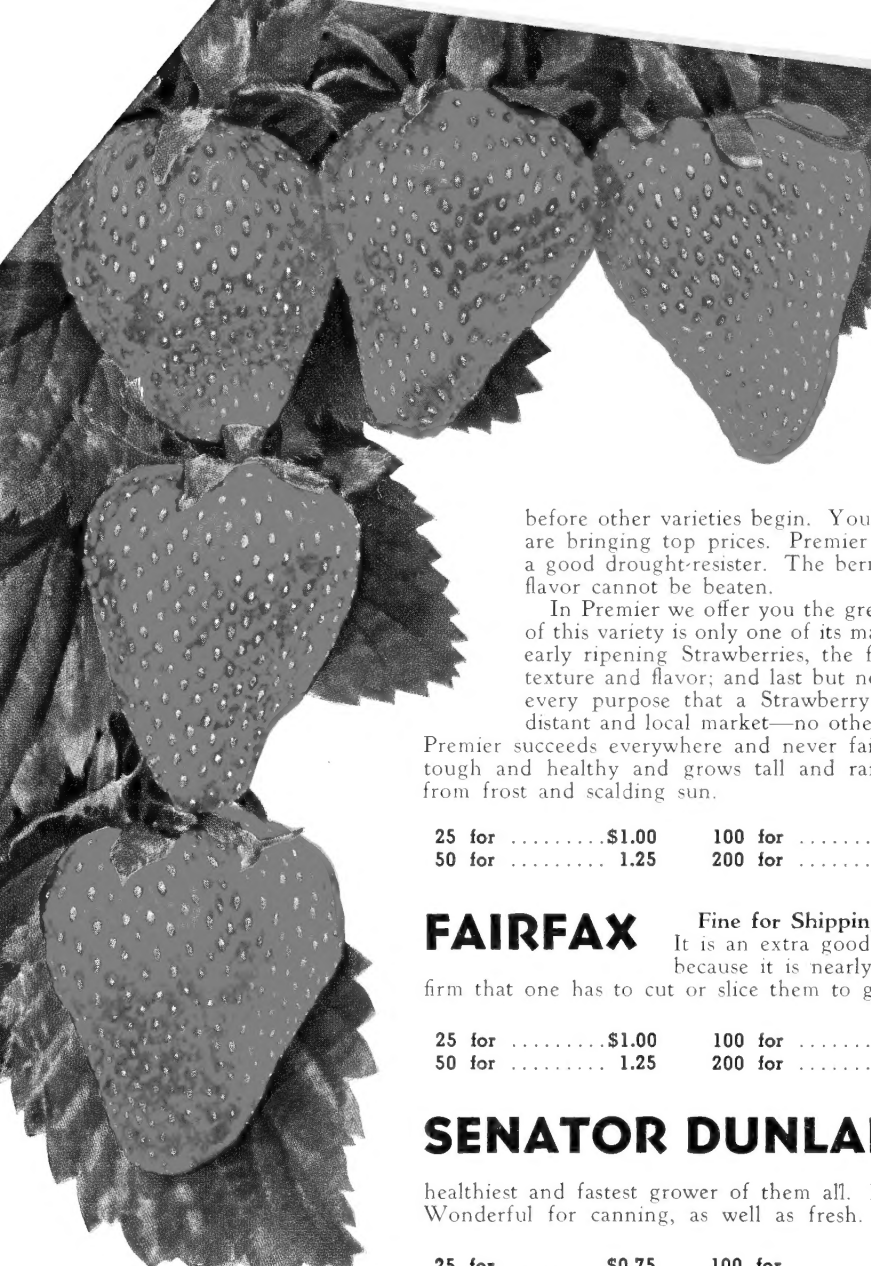 before other varieties begin. You
are bringing top prices. Premier
a good drought-resister. The berr
flavor cannot be beaten.
In Premier we offer you the gre
of this variety is only one of its ma
early ripening Strawberries, the f
texture and flavor; and last but no
every purpose that a Strawberry
distant and local market—no othe
Premier succeeds everywhere and never fai
tough and healthy and grows tall and ra
from frost and scalding sun.
25 for .........$1.00 100 for .......
50 for ......... 1.25 200 for .......
FAIRFAX Fine for Shippin
It is an extra good
because it is nearly
firm that one has to cut or slice them to g
25 for .........$1.00 100 for .......
50 for ......... 1.25 200 for .......
SENATOR DUNLA
healthiest and fastest grower of them all.
Wonderful for canning, as well as fresh.
25 for $0.75 100 for